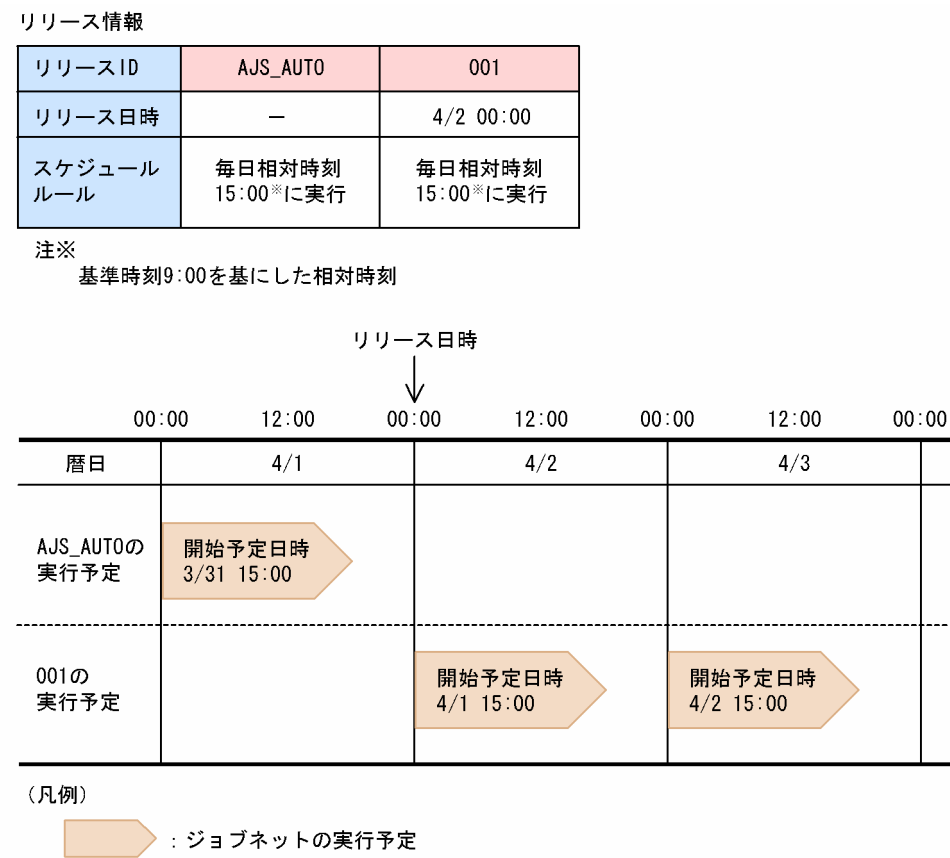 リリース情報
リリースID AJS_AUTO 001
リリース日時 － 4/2 00:00
スケジュール 毎日相対時刻 毎日相対時刻
ルール 15:00※に実行 15:00※に実行
注※
基準時刻9:00を基にした相対時刻
リリース日時
00:00 12:00 00:00 12:00 00:00 12:00 00:00
暦日 4/1 4/2 4/3
AJS_AUTOの 開始予定日時
実行予定 3/31 15:00
001の 開始予定日時 開始予定日時
実行予定 4/1 15:00 4/2 15:00
（凡例）
：ジョブネットの実行予定